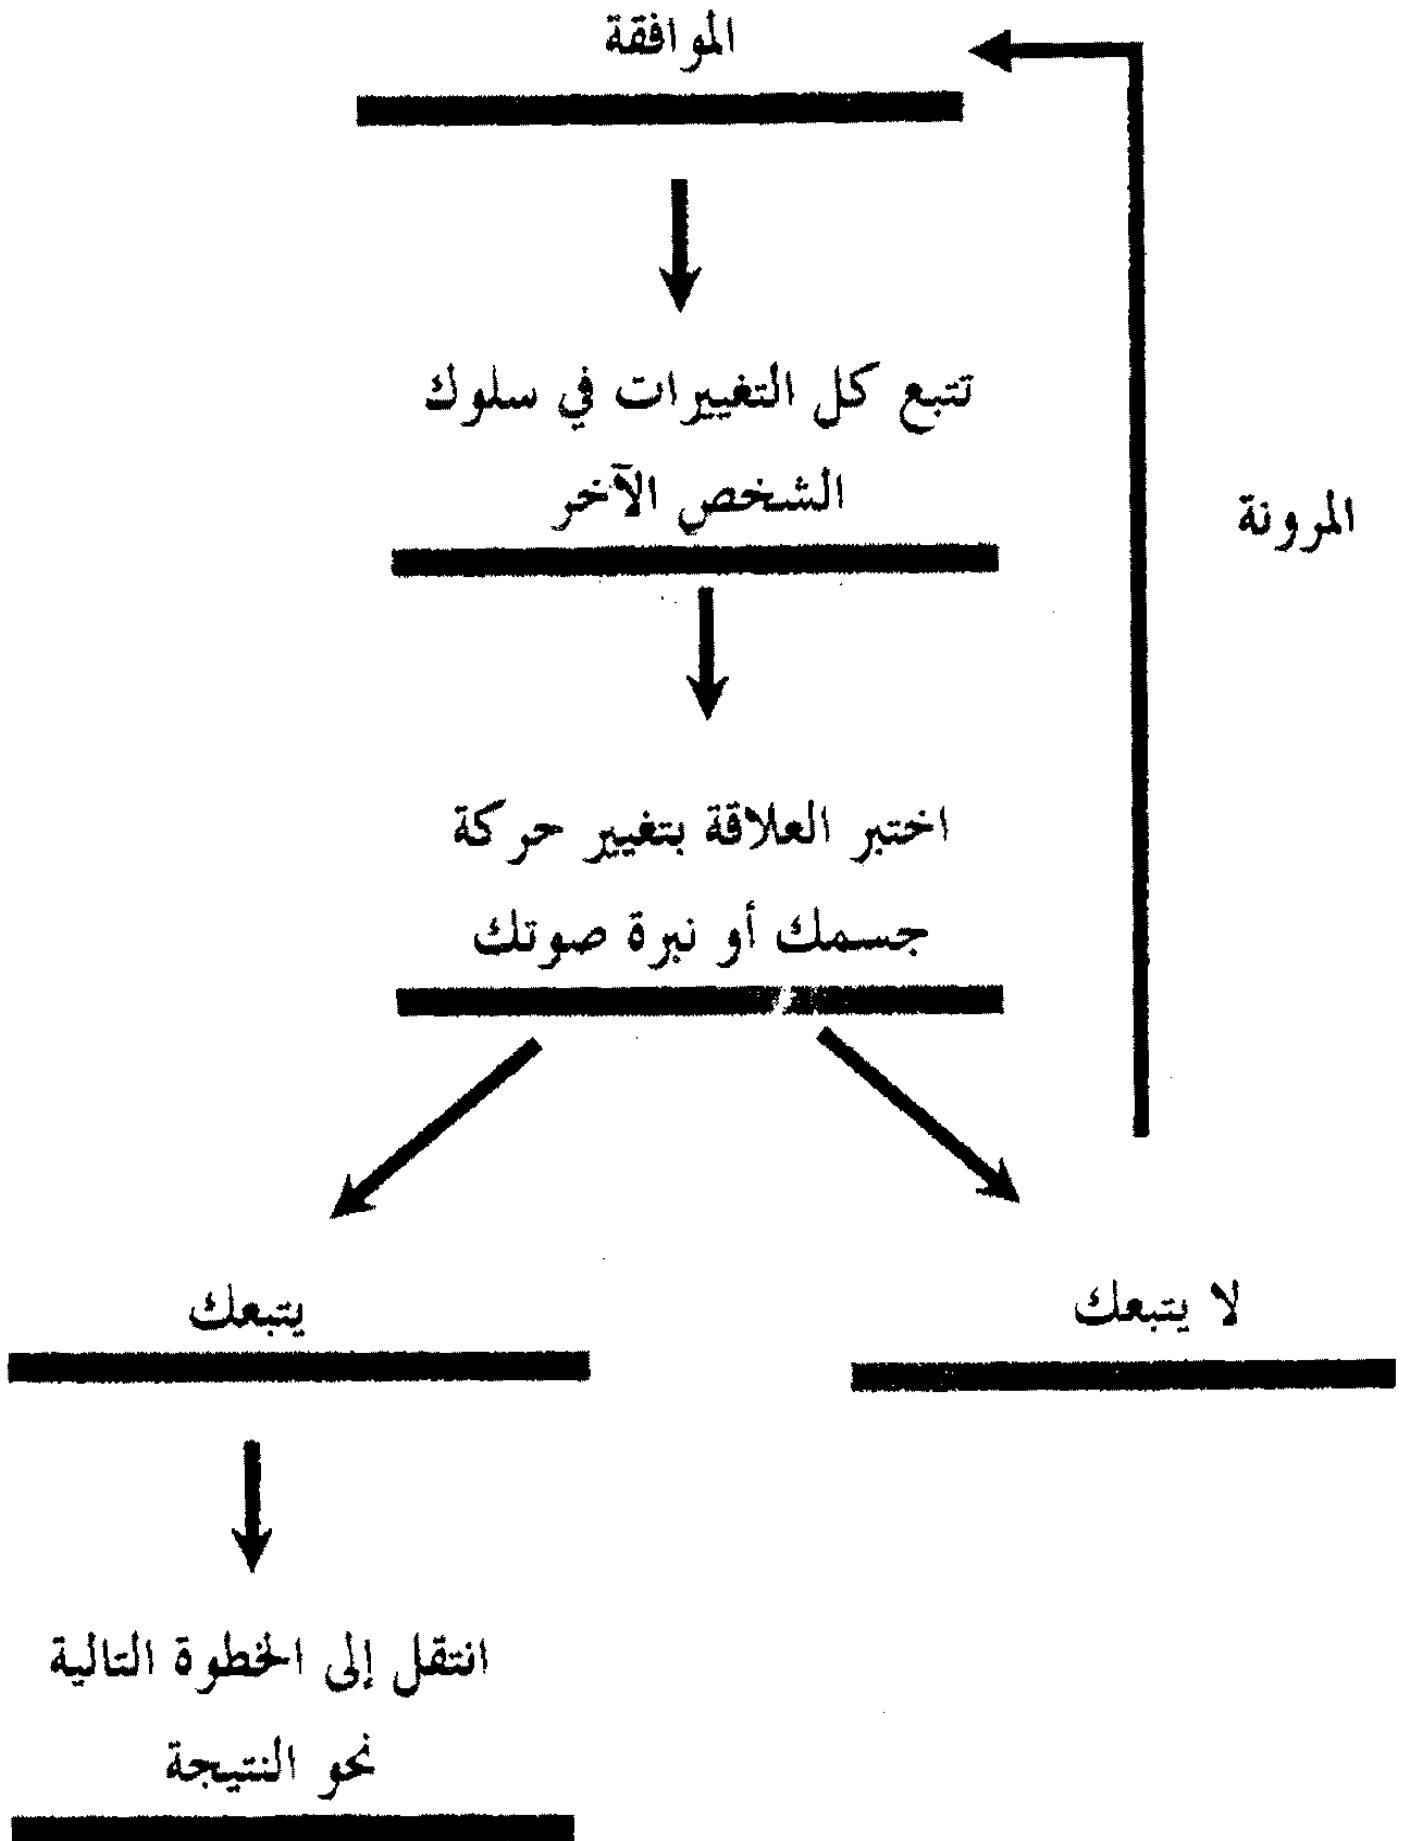 الموافقة
تتبع كل التغييرات في سلوك
الشخص الآخر
المرونة
اختبر العلاقة بتغيير حركة
جسمك أو نبرة صوتك
لا يتبعك
يتبعك
انتقل إلى الخطوة التالية
نحو النتيجة